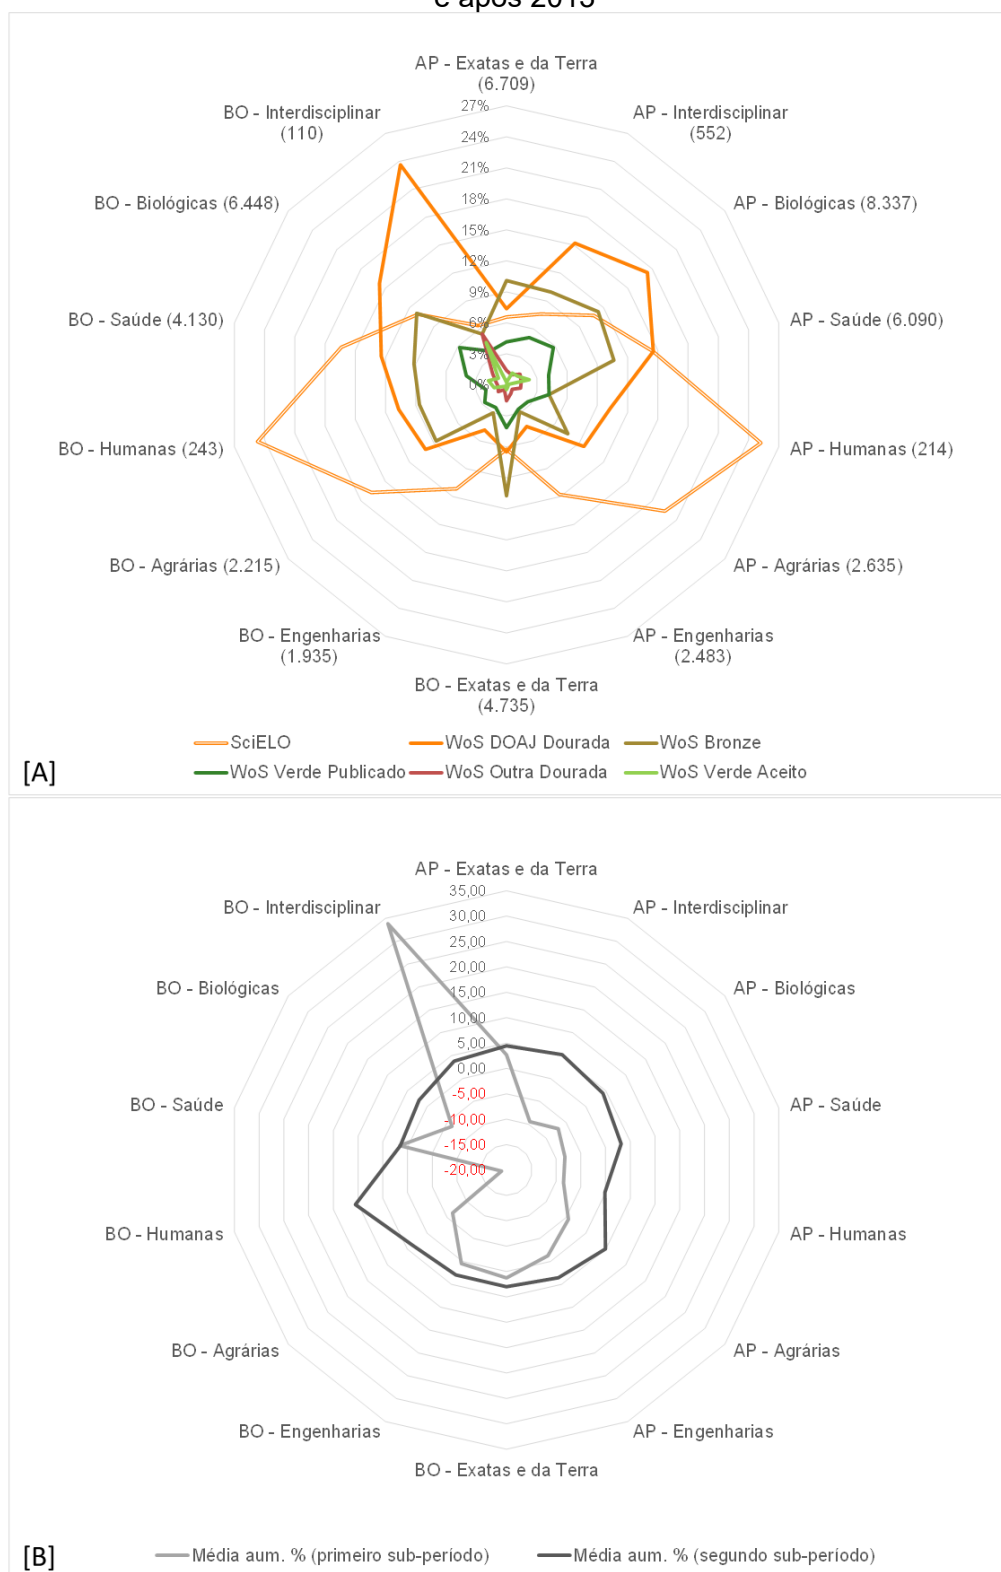 e após 2015
AP - Exatas e da Terra
(6.709)
BO - Interdisciplinar
(110)
AP - Interdisciplinar
(552)
BO - Biológicas (6.448)
AP - Biológicas (8.337)
BO - Saúde (4.130)
AP - Saúde (6.090)
BO - Humanas (243)
AP - Humanas (214)
BO - Agrárias (2.215)
AP - Agrárias (2.635)
BO - Engenharias
(1.935)
AP - Engenharias
(2.483)
BO - Exatas e da Terra
(4.735)
27%
24%
21%
18%
15%
12%
9%
6%
3%
0%
SciELO
WoS DOAJ Dourada
WoS Bronze
WoS Verde Publicado
WoS Outra Dourada
WoS Verde Aceito
[A]
AP - Exatas e da Terra
BO - Interdisciplinar
AP - Interdisciplinar
BO - Biológicas
AP - Biológicas
BO - Saúde
AP - Saúde
BO - Humanas
AP - Humanas
BO - Agrárias
AP - Agrárias
BO - Engenharias
AP - Engenharias
BO - Exatas e da Terra
35,00
30,00
25,00
20,00
15,00
10,00
5,00
0,00
-5,00
-10,00
-15,00
-20,00
[B]
Média aum. % (primeiro sub-período)
Média aum. % (segundo sub-período)